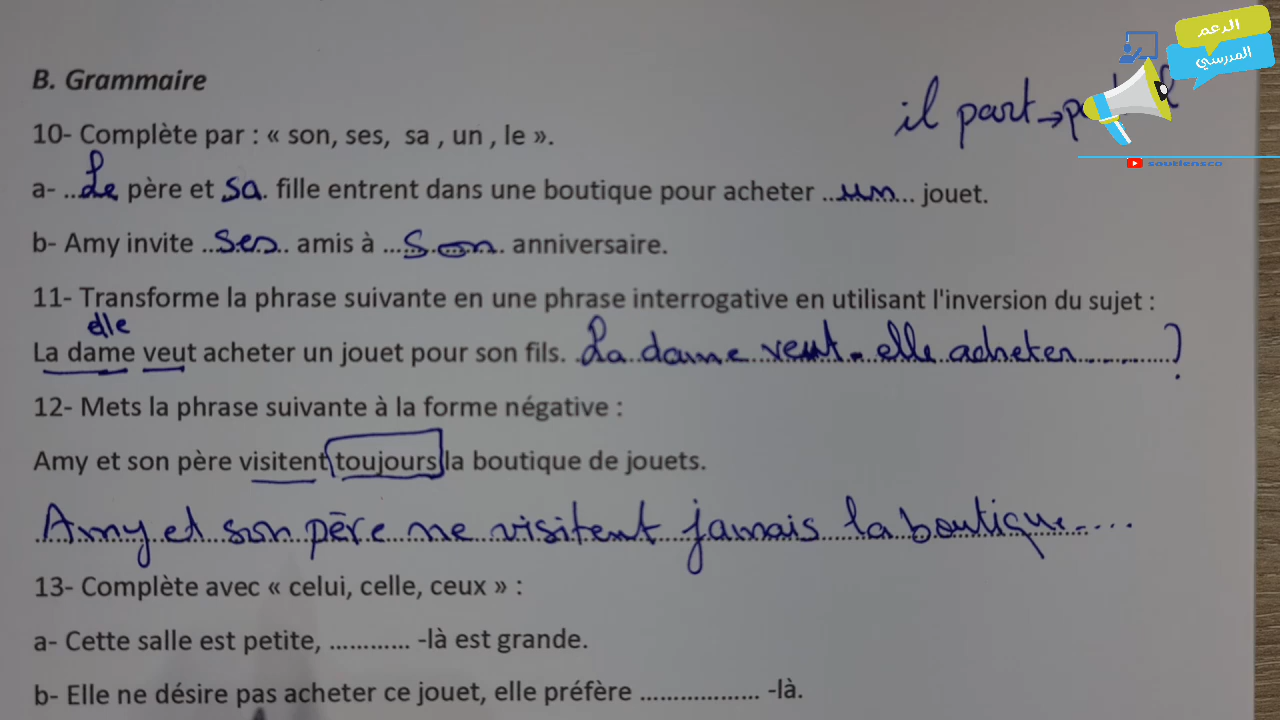 الدعم
المدرسي
soutiensco
B. Grammaire
il part →
10- Complète par : « son, ses, sa , un , le ».
a- ..Le père et sa. fille entrent dans une boutique pour acheter ...un... jouet.
b- Amy invite ..ses.. amis à ...son. anniversaire.
11- Transforme la phrase suivante en une phrase interrogative en utilisant l'inversion du sujet :
elle
La dame veut acheter un jouet pour son fils. La dame veut-elle acheter ........?
12- Mets la phrase suivante à la forme négative :
Amy et son père visitent toujours la boutique de jouets.
Amy et son père ne visitent jamais la boutique....
13- Complète avec « celui, celle, ceux » :
a- Cette salle est petite, ............ -là est grande.
b- Elle ne désire pas acheter ce jouet, elle préfère .................. -là.